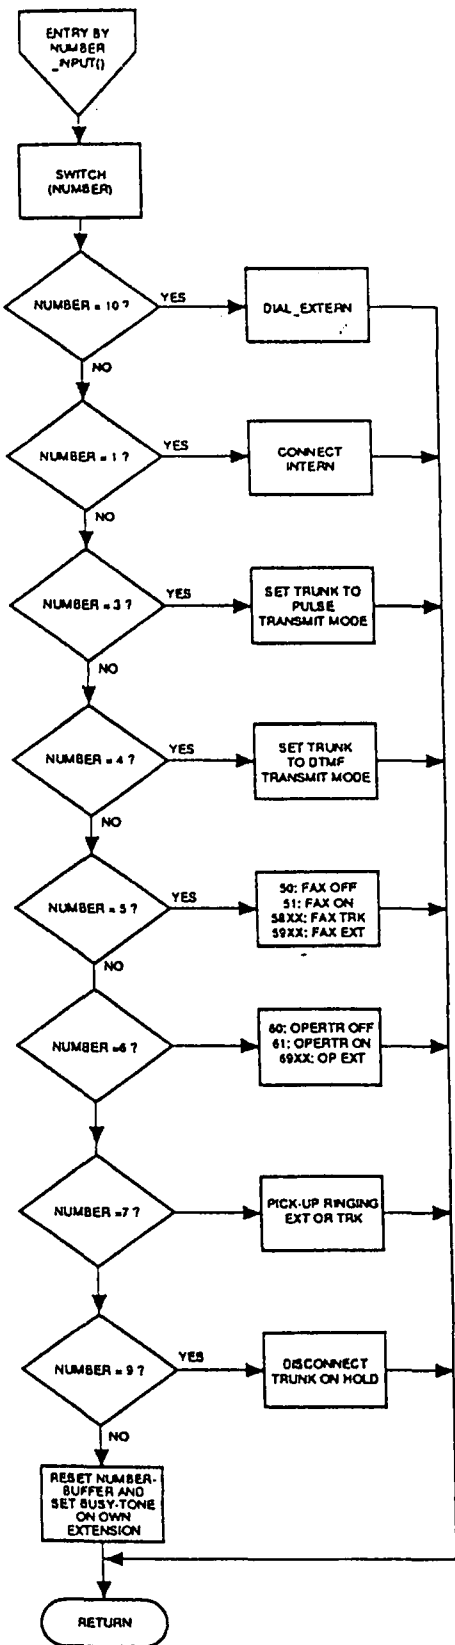 ENTRY BY
NUMBER
_INPUT()
SWITCH
(NUMBER)
NUMBER = 10 ?
YES
DIAL_EXTERN
NO
NUMBER = 1 ?
YES
CONNECT
INTERN
NO
NUMBER = 3 ?
YES
SET TRUNK TO
PULSE
TRANSMIT MODE
NO
NUMBER = 4 ?
YES
SET TRUNK
TO DTMF
TRANSMIT MODE
NO
NUMBER = 5 ?
YES
50: FAX OFF
51: FAX ON
58XX: FAX TRK
59XX: FAX EXT
NO
NUMBER =6 ?
60: OPERTR OFF
61: OPERTR ON
69XX: OP EXT
NUMBER =7 ?
PICK-UP RINGING
EXT OR TRK
NUMBER = 9 ?
YES
DISCONNECT
TRUNK ON HOLD
NO
RESET NUMBER-
BUFFER AND
SET BUSY-TONE
ON OWN
EXTENSION
RETURN